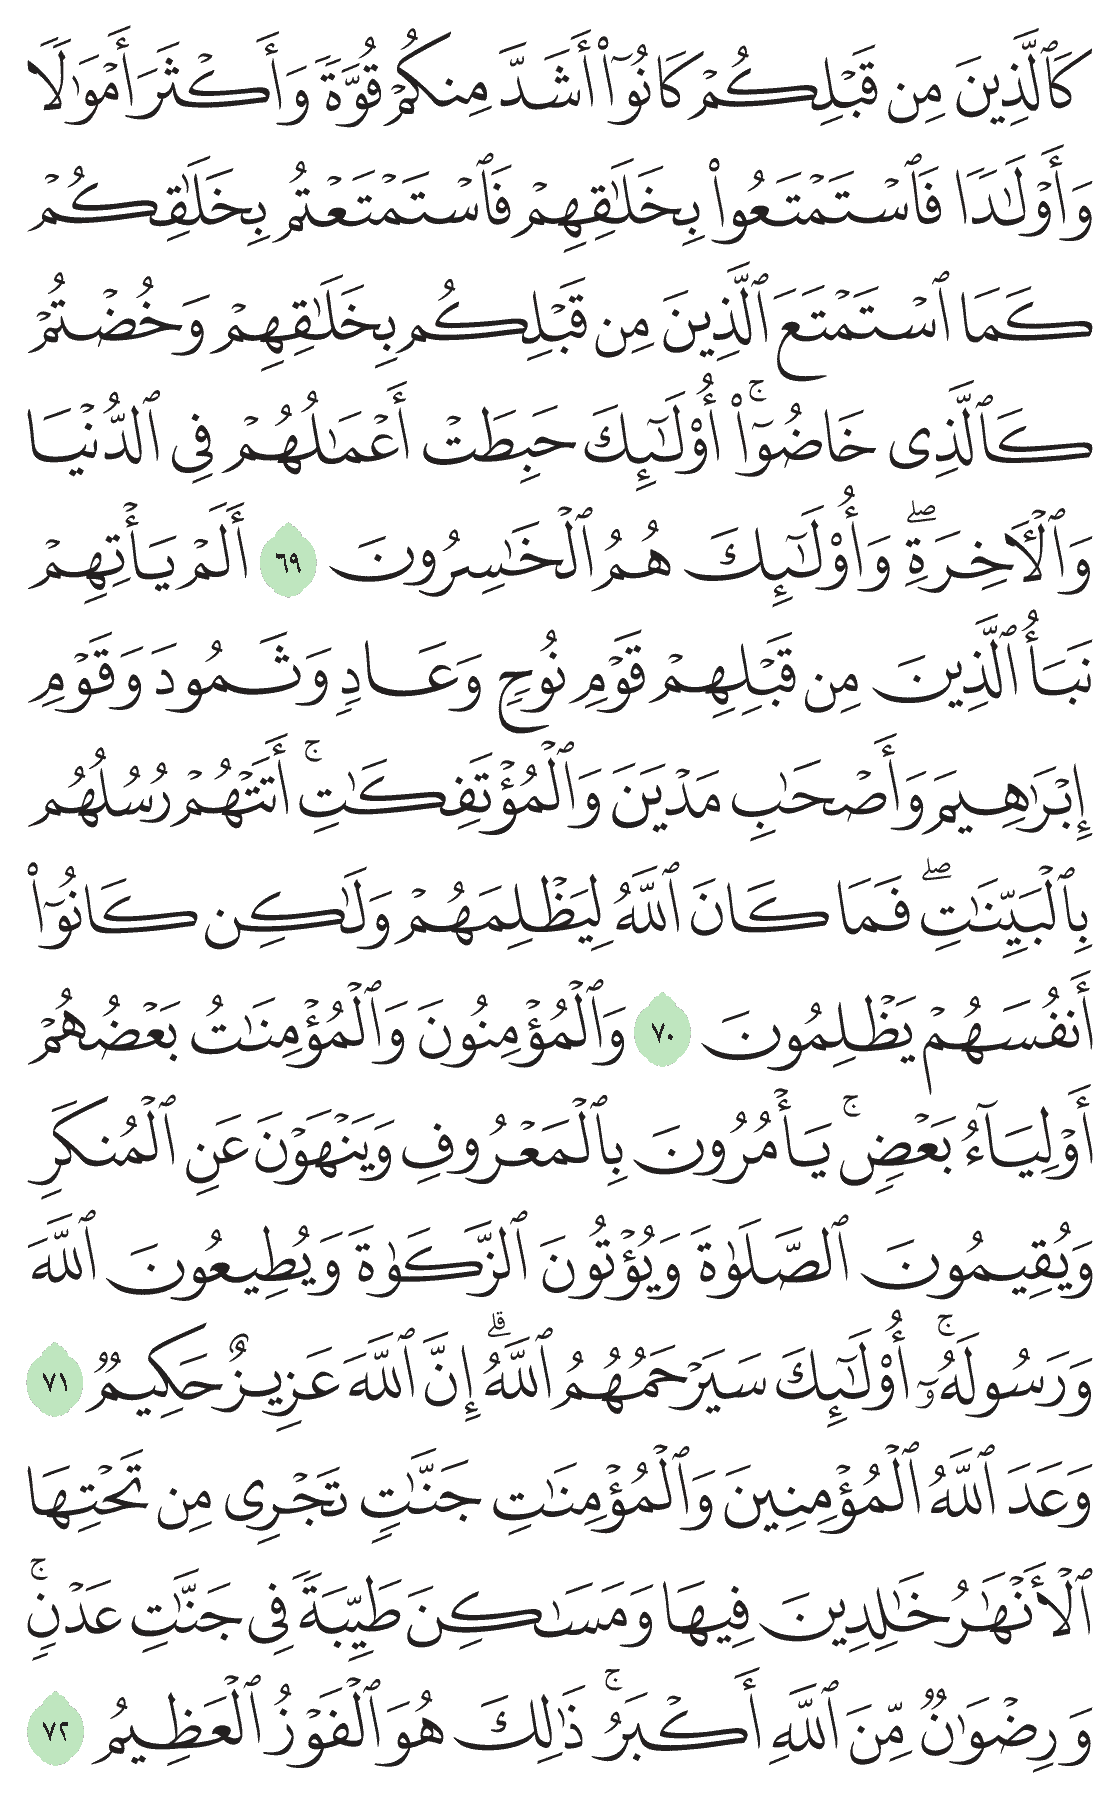 كَٱلَّذِينَ مِن قَبۡلِكُمۡ كَانُوٓاْ أَشَدَّ مِنكُمۡ قُوَّةٗ وَأَكۡثَرَ أَمۡوَٰلٗا
وَأَوۡلَٰدٗا فَٱسۡتَمۡتَعُواْ بِخَلَٰقِهِمۡ فَٱسۡتَمۡتَعۡتُم بِخَلَٰقِكُمۡ
كَمَا ٱسۡتَمۡتَعَ ٱلَّذِينَ مِن قَبۡلِكُم بِخَلَٰقِهِمۡ وَخُضۡتُمۡ
كَٱلَّذِي خَاضُوٓاْۚ أُوْلَٰٓئِكَ حَبِطَتۡ أَعۡمَٰلُهُمۡ فِي ٱلدُّنۡيَا
وَٱلۡأٓخِرَةِۖ وَأُوْلَٰٓئِكَ هُمُ ٱلۡخَٰسِرُونَ ٦٩ أَلَمۡ يَأۡتِهِمۡ
نَبَأُ ٱلَّذِينَ مِن قَبۡلِهِمۡ قَوۡمِ نُوحٖ وَعَادٖ وَثَمُودَ وَقَوۡمِ
إِبۡرَٰهِيمَ وَأَصۡحَٰبِ مَدۡيَنَ وَٱلۡمُؤۡتَفِكَٰتِۚ أَتَتۡهُمۡ رُسُلُهُم
بِٱلۡبَيِّنَٰتِۖ فَمَا كَانَ ٱللَّهُ لِيَظۡلِمَهُمۡ وَلَٰكِن كَانُوٓاْ
أَنفُسَهُمۡ يَظۡلِمُونَ ٧٠ وَٱلۡمُؤۡمِنُونَ وَٱلۡمُؤۡمِنَٰتُ بَعۡضُهُمۡ
أَوۡلِيَآءُ بَعۡضٖۚ يَأۡمُرُونَ بِٱلۡمَعۡرُوفِ وَيَنۡهَوۡنَ عَنِ ٱلۡمُنكَرِ
وَيُقِيمُونَ ٱلصَّلَوٰةَ وَيُؤۡتُونَ ٱلزَّكَوٰةَ وَيُطِيعُونَ ٱللَّهَ
وَرَسُولَهُۥٓۚ أُوْلَٰٓئِكَ سَيَرۡحَمُهُمُ ٱللَّهُۗ إِنَّ ٱللَّهَ عَزِيزٌ حَكِيمٞ ٧١
وَعَدَ ٱللَّهُ ٱلۡمُؤۡمِنِينَ وَٱلۡمُؤۡمِنَٰتِ جَنَّٰتٖ تَجۡرِي مِن تَحۡتِهَا
ٱلۡأَنۡهَٰرُ خَٰلِدِينَ فِيهَا وَمَسَٰكِنَ طَيِّبَةٗ فِي جَنَّٰتِ عَدۡنٖۚ
وَرِضۡوَٰنٞ مِّنَ ٱللَّهِ أَكۡبَرُۚ ذَٰلِكَ هُوَ ٱلۡفَوۡزُ ٱلۡعَظِيمُ ٧٢